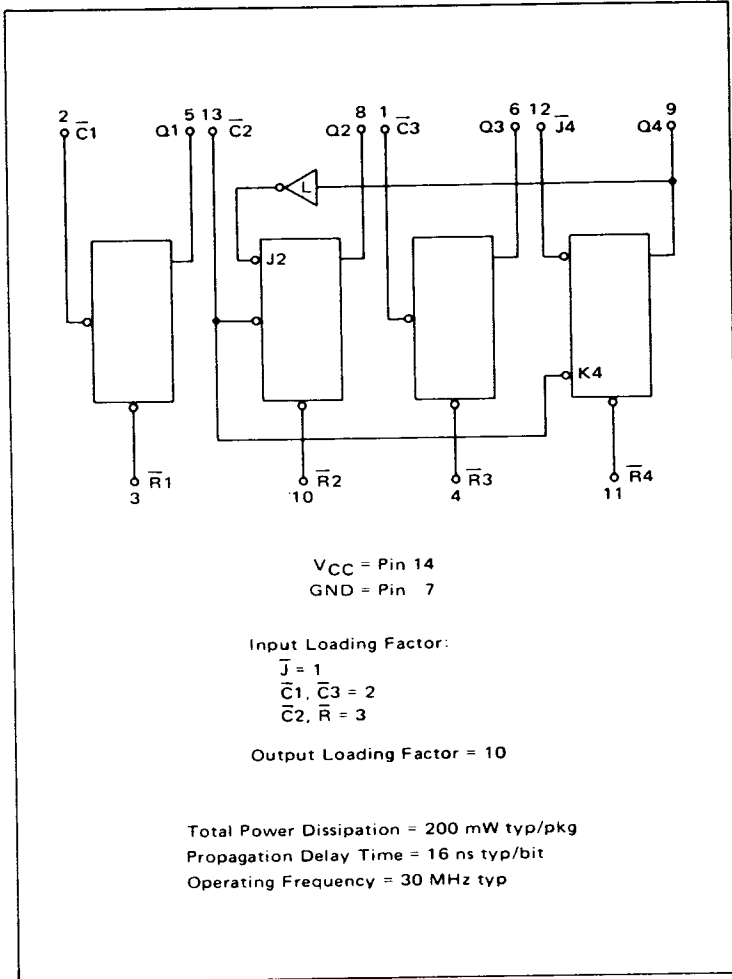 2 C̅1 Q1 5 13 C̅2 Q2 8 1 C̅3 Q3 6 12 J̅4 Q4 9
L
J2
K4
R̅1 R̅2 R̅3 R̅4
3 10 4 11
VCC = Pin 14
GND = Pin 7
Input Loading Factor:
J̅ = 1
C̅1, C̅3 = 2
C̅2, R̅ = 3
Output Loading Factor = 10
Total Power Dissipation = 200 mW typ/pkg
Propagation Delay Time = 16 ns typ/bit
Operating Frequency = 30 MHz typ